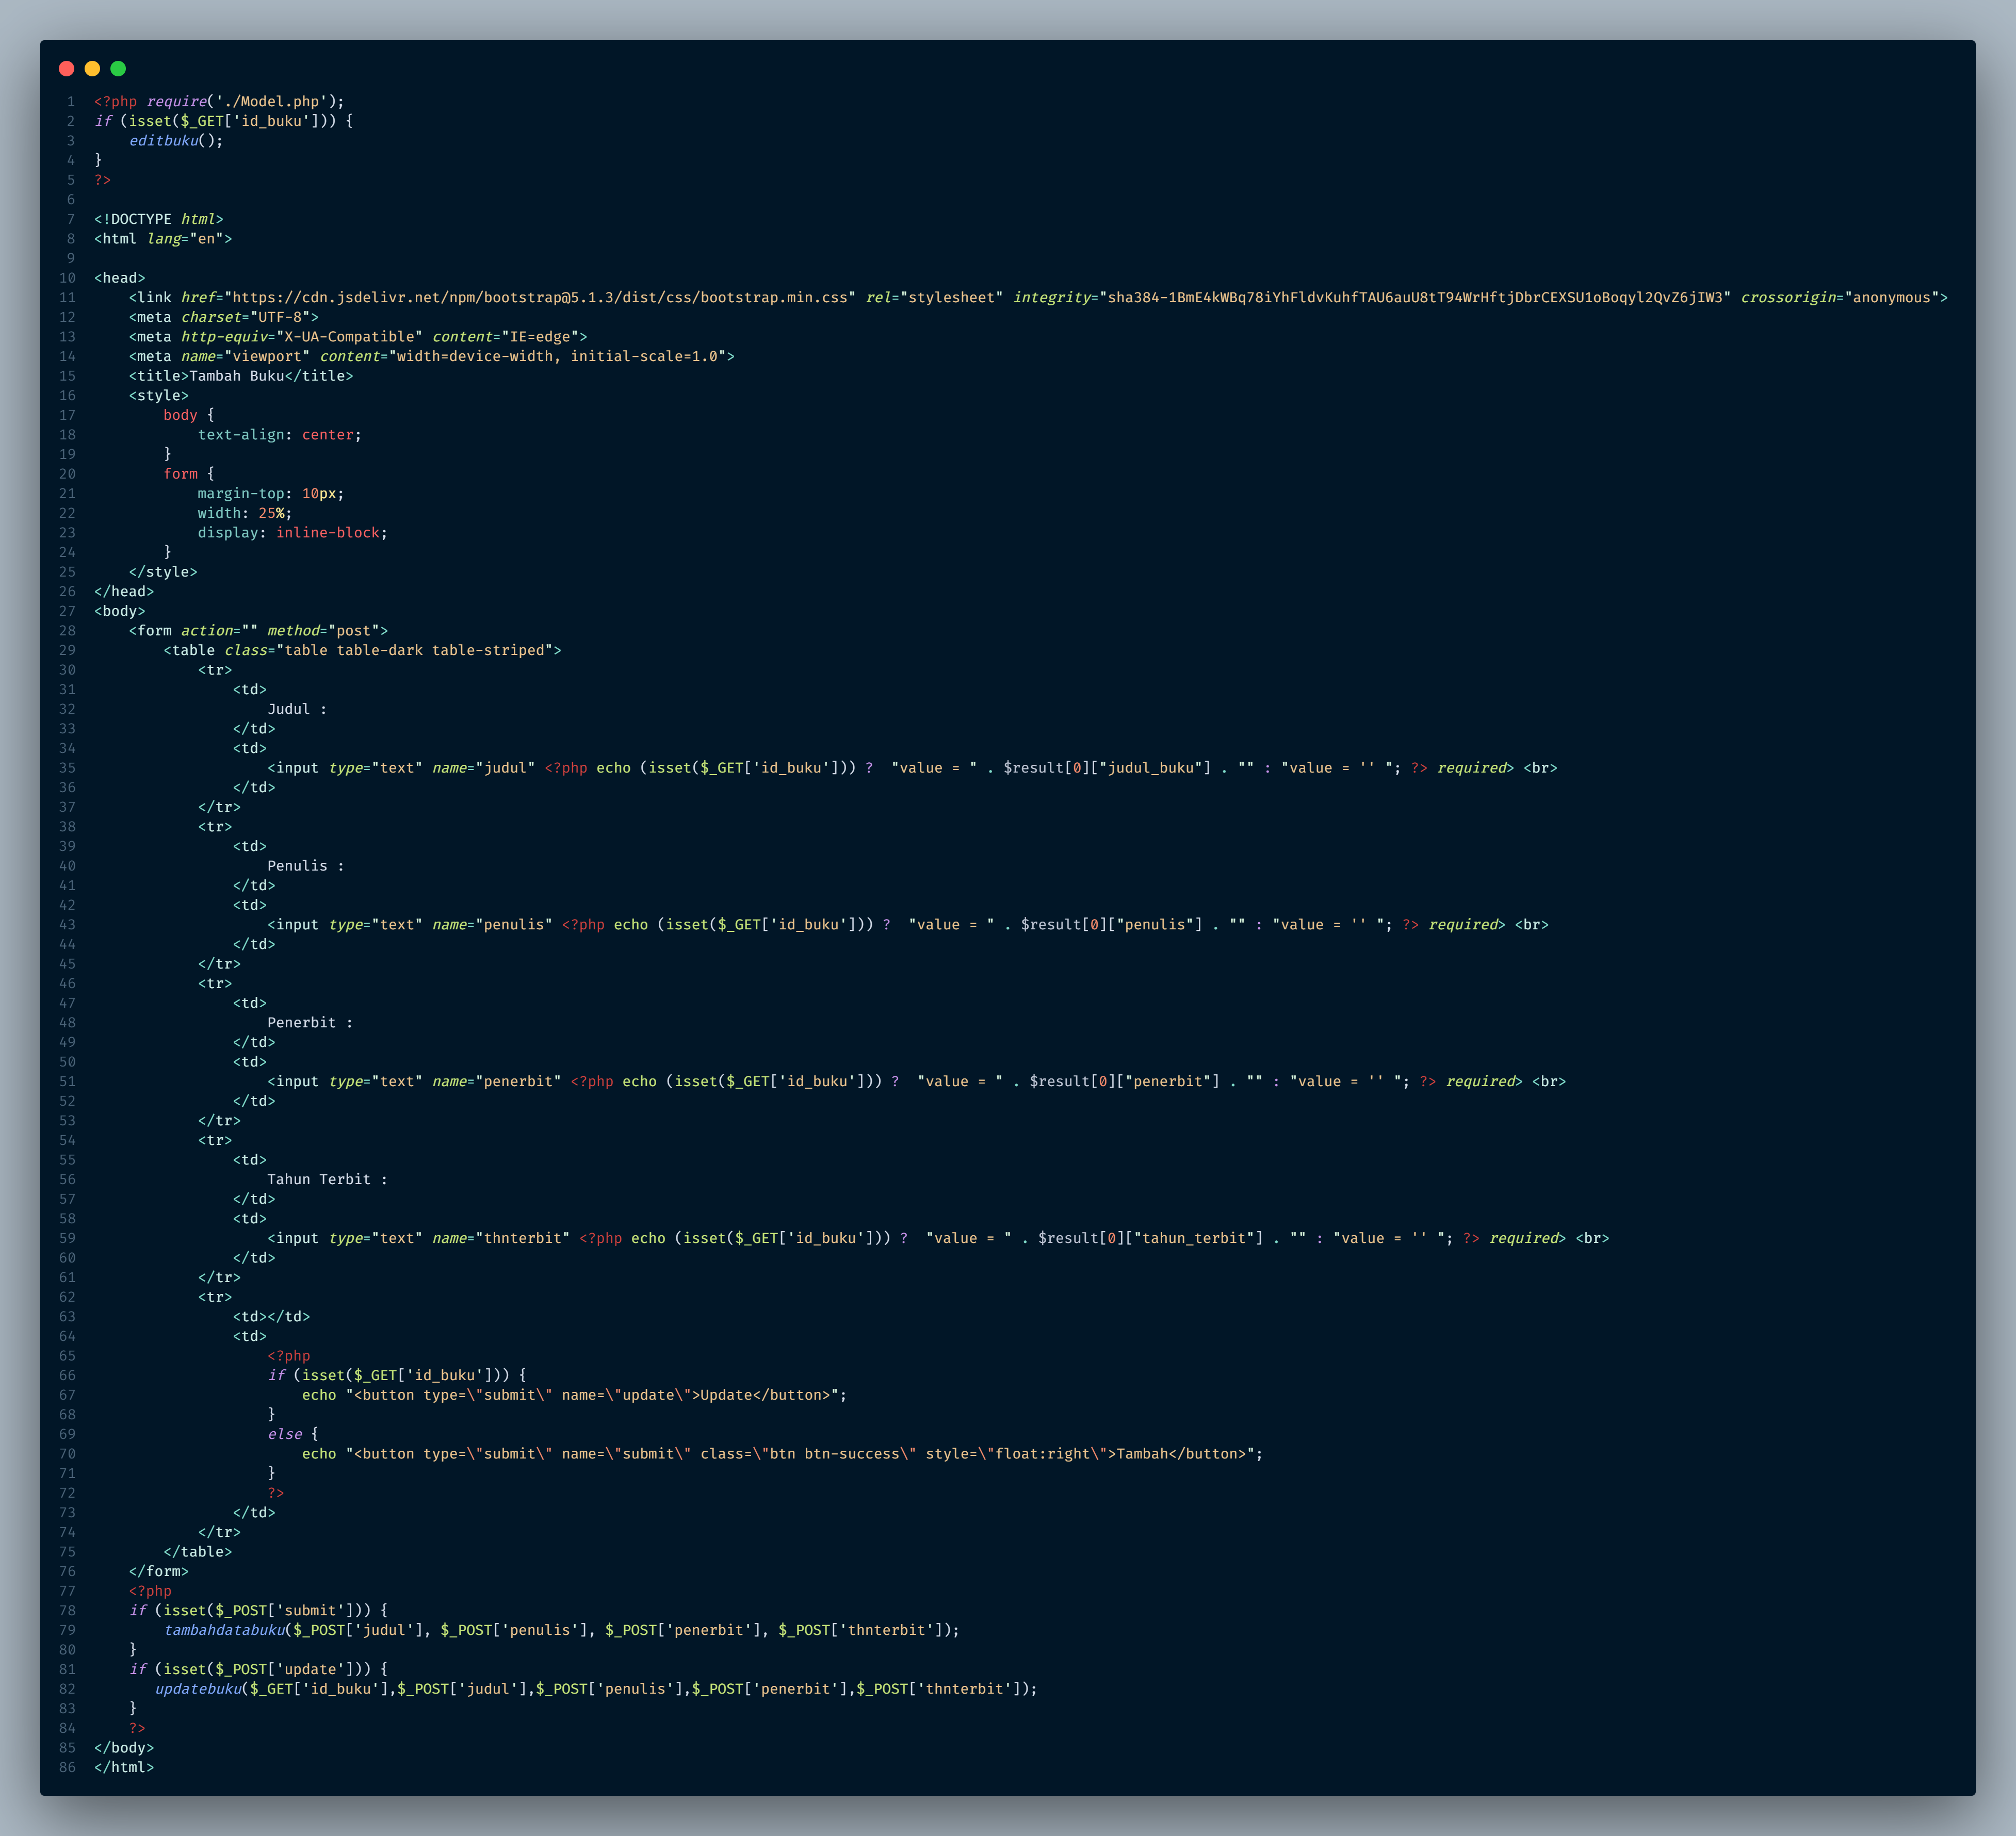 1 <?php require('./Model.php');
2 if (isset($_GET['id_buku'])) {
3     editbuku();
4 }
5 ?>
6
7 <!DOCTYPE html>
8 <html lang="en">
9
10 <head>
11     <link href="https://cdn.jsdelivr.net/npm/bootstrap@5.1.3/dist/css/bootstrap.min.css" rel="stylesheet" integrity="sha384-1BmE4kWBq78iYhFldvKuhfTAU6auU8tT94WrHftjDbrCEXSU1oBoqyl2QvZ6jIW3" crossorigin="anonymous">
12     <meta charset="UTF-8">
13     <meta http-equiv="X-UA-Compatible" content="IE=edge">
14     <meta name="viewport" content="width=device-width, initial-scale=1.0">
15     <title>Tambah Buku</title>
16     <style>
17         body {
18             text-align: center;
19         }
20         form {
21             margin-top: 10px;
22             width: 25%;
23             display: inline-block;
24         }
25     </style>
26 </head>
27 <body>
28     <form action="" method="post">
29         <table class="table table-dark table-striped">
30             <tr>
31                 <td>
32                     Judul :
33                 </td>
34                 <td>
35                     <input type="text" name="judul" <?php echo (isset($_GET['id_buku'])) ?  "value = " . $result[0]["judul_buku"] . "" : "value = '' "; ?> required> <br>
36                 </td>
37             </tr>
38             <tr>
39                 <td>
40                     Penulis :
41                 </td>
42                 <td>
43                     <input type="text" name="penulis" <?php echo (isset($_GET['id_buku'])) ?  "value = " . $result[0]["penulis"] . "" : "value = '' "; ?> required> <br>
44                 </td>
45             </tr>
46             <tr>
47                 <td>
48                     Penerbit :
49                 </td>
50                 <td>
51                     <input type="text" name="penerbit" <?php echo (isset($_GET['id_buku'])) ?  "value = " . $result[0]["penerbit"] . "" : "value = '' "; ?> required> <br>
52                 </td>
53             </tr>
54             <tr>
55                 <td>
56                     Tahun Terbit :
57                 </td>
58                 <td>
59                     <input type="text" name="thnterbit" <?php echo (isset($_GET['id_buku'])) ?  "value = " . $result[0]["tahun_terbit"] . "" : "value = '' "; ?> required> <br>
60                 </td>
61             </tr>
62             <tr>
63                 <td></td>
64                 <td>
65                     <?php
66                     if (isset($_GET['id_buku'])) {
67                         echo "<button type=\"submit\" name=\"update\">Update</button>";
68                     }
69                     else {
70                         echo "<button type=\"submit\" name=\"submit\" class=\"btn btn-success\" style=\"float:right\">Tambah</button>";
71                     }
72                     ?>
73                 </td>
74             </tr>
75         </table>
76     </form>
77     <?php
78     if (isset($_POST['submit'])) {
79         tambahdatabuku($_POST['judul'], $_POST['penulis'], $_POST['penerbit'], $_POST['thnterbit']);
80     }
81     if (isset($_POST['update'])) {
82        updatebuku($_GET['id_buku'],$_POST['judul'],$_POST['penulis'],$_POST['penerbit'],$_POST['thnterbit']);
83     }
84     ?>
85 </body>
86 </html>